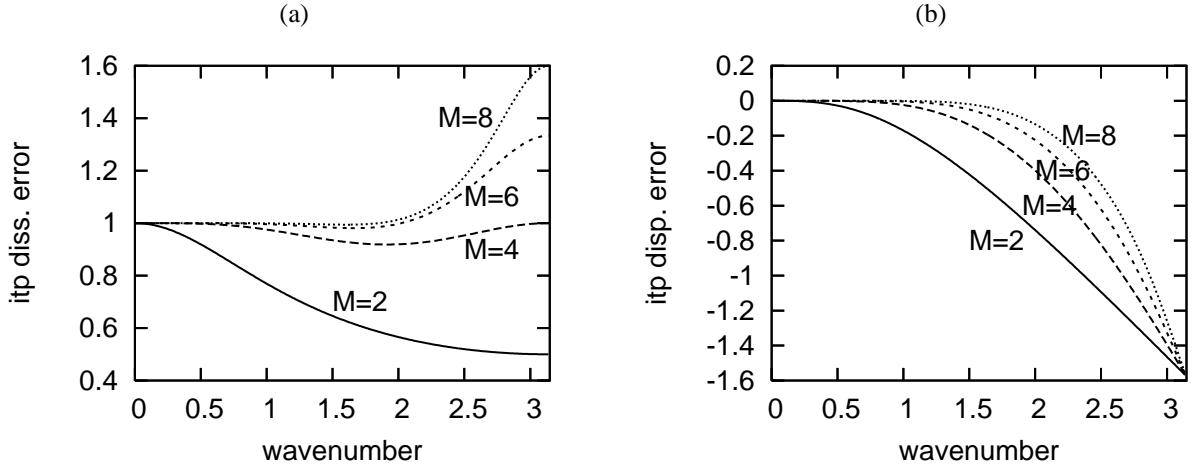 (a)
itp diss. error
1.6
1.4
1.2
1
0.8
0.6
0.4
M=8
M=6
M=4
M=2
0 0.5 1 1.5 2 2.5 3
wavenumber
(b)
itp disp. error
0.2
0
-0.2
-0.4
-0.6
-0.8
-1
-1.2
-1.4
-1.6
M=8
M=6
M=4
M=2
0 0.5 1 1.5 2 2.5 3
wavenumber